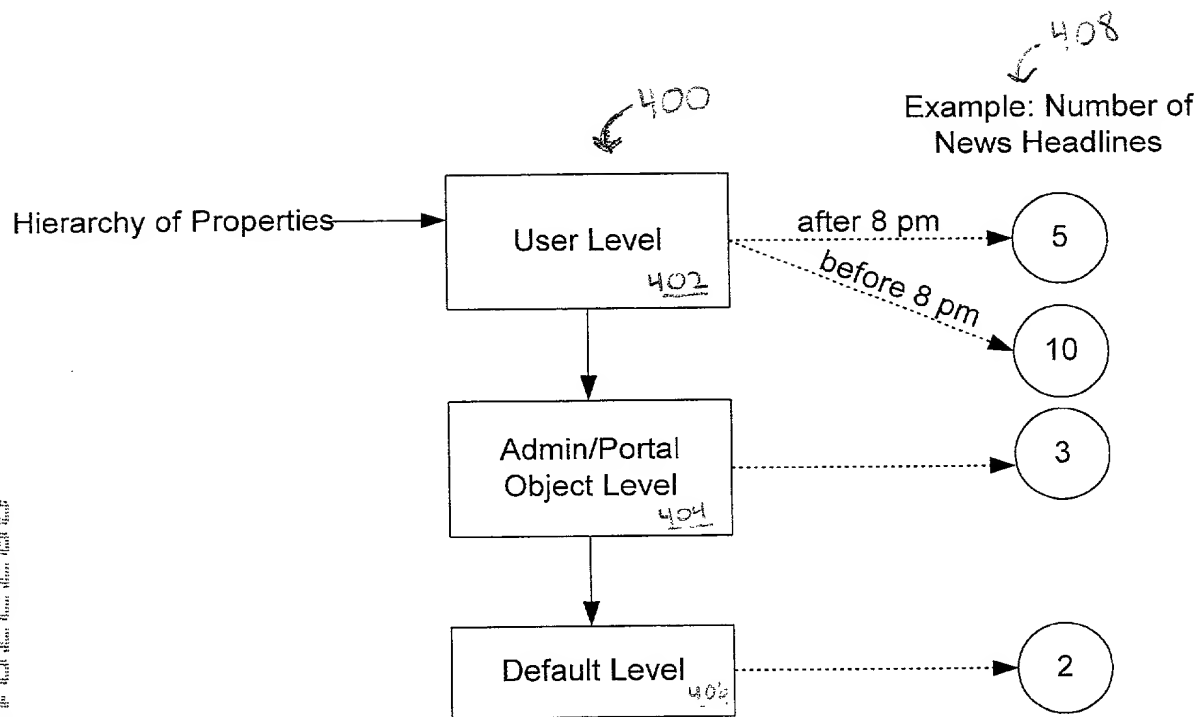 408
400
Example: Number of
News Headlines
Hierarchy of Properties
User Level
402
after 8 pm
before 8 pm
5
10
Admin/Portal
Object Level
404
3
Default Level
406
2